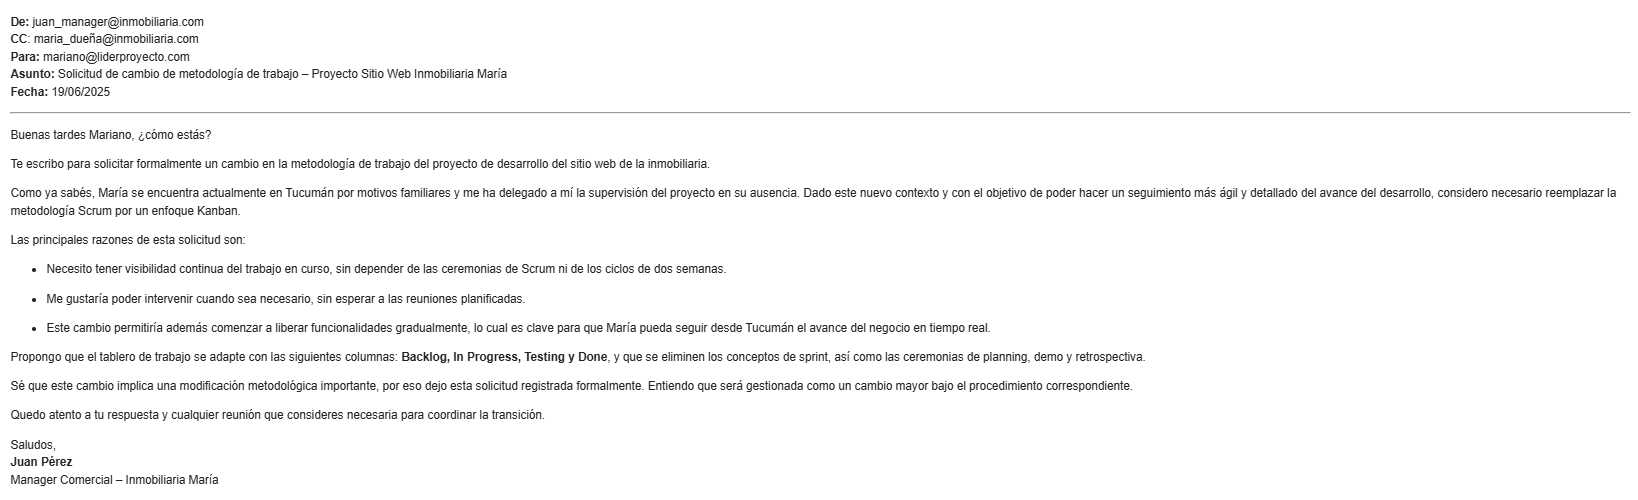 De: juan_manager@inmobiliaria.com
CC: maria_dueña@inmobiliaria.com
Para: mariano@liderproyecto.com
Asunto: Solicitud de cambio de metodología de trabajo – Proyecto Sitio Web Inmobiliaria María
Fecha: 19/06/2025
Buenas tardes Mariano, ¿cómo estás?
Te escribo para solicitar formalmente un cambio en la metodología de trabajo del proyecto de desarrollo del sitio web de la inmobiliaria.
Como ya sabés, María se encuentra actualmente en Tucumán por motivos familiares y me ha delegado a mí la supervisión del proyecto en su ausencia. Dado este nuevo contexto y con el objetivo de poder hacer un seguimiento más ágil y detallado del avance del desarrollo, considero necesario reemplazar la
metodología Scrum por un enfoque Kanban.
Las principales razones de esta solicitud son:
• Necesito tener visibilidad continua del trabajo en curso, sin depender de las ceremonias de Scrum ni de los ciclos de dos semanas.
• Me gustaría poder intervenir cuando sea necesario, sin esperar a las reuniones planificadas.
• Este cambio permitiría además comenzar a liberar funcionalidades gradualmente, lo cual es clave para que María pueda seguir desde Tucumán el avance del negocio en tiempo real.
Propongo que el tablero de trabajo se adapte con las siguientes columnas: Backlog, In Progress, Testing y Done, y que se eliminen los conceptos de sprint, así como las ceremonias de planning, demo y retrospectiva.
Sé que este cambio implica una modificación metodológica importante, por eso dejo esta solicitud registrada formalmente. Entiendo que será gestionada como un cambio mayor bajo el procedimiento correspondiente.
Quedo atento a tu respuesta y cualquier reunión que consideres necesaria para coordinar la transición.
Saludos,
Juan Pérez
Manager Comercial – Inmobiliaria María